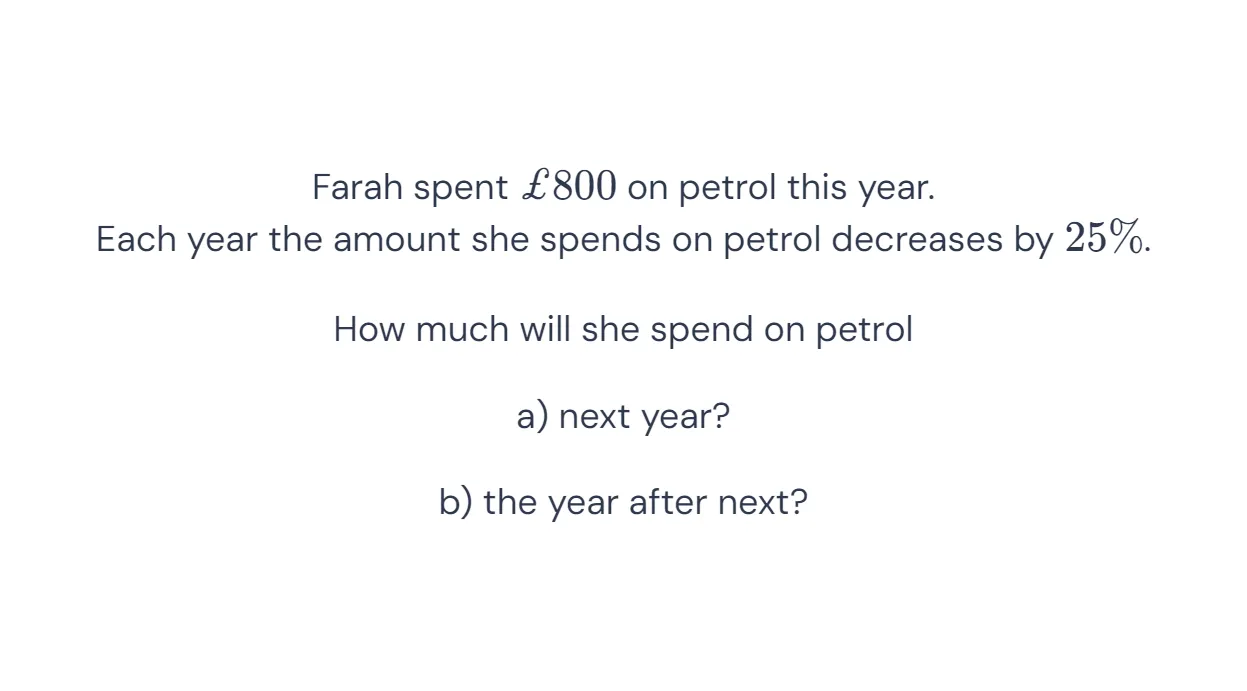 Farah spent £800 on petrol this year.
Each year the amount she spends on petrol decreases by 25%.
How much will she spend on petrol
a) next year?
b) the year after next?